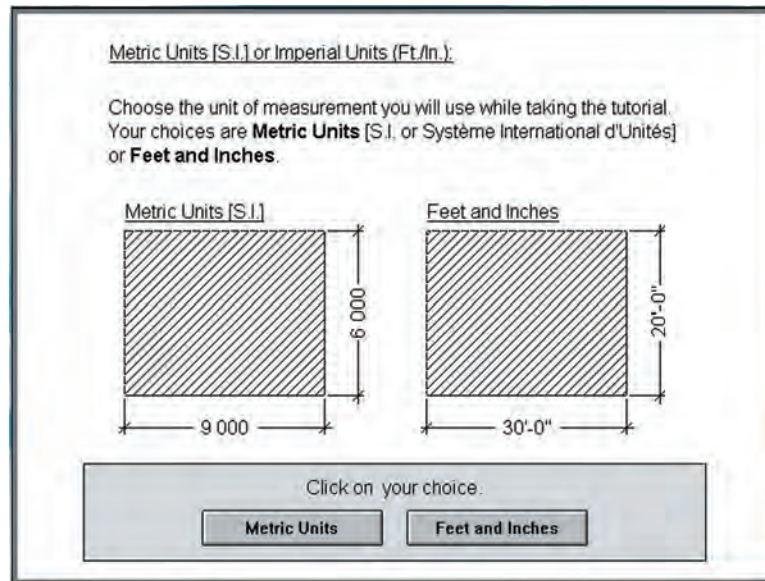 Metric Units [S.I.] or Imperial Units (Ft./In.):
Choose the unit of measurement you will use while taking the tutorial.
Your choices are Metric Units [S.I. or Système International d'Unités]
or Feet and Inches.
Metric Units [S.I.]
Feet and Inches
6 000
20'-0"
9 000
30'-0"
Click on your choice.
Metric Units
Feet and Inches